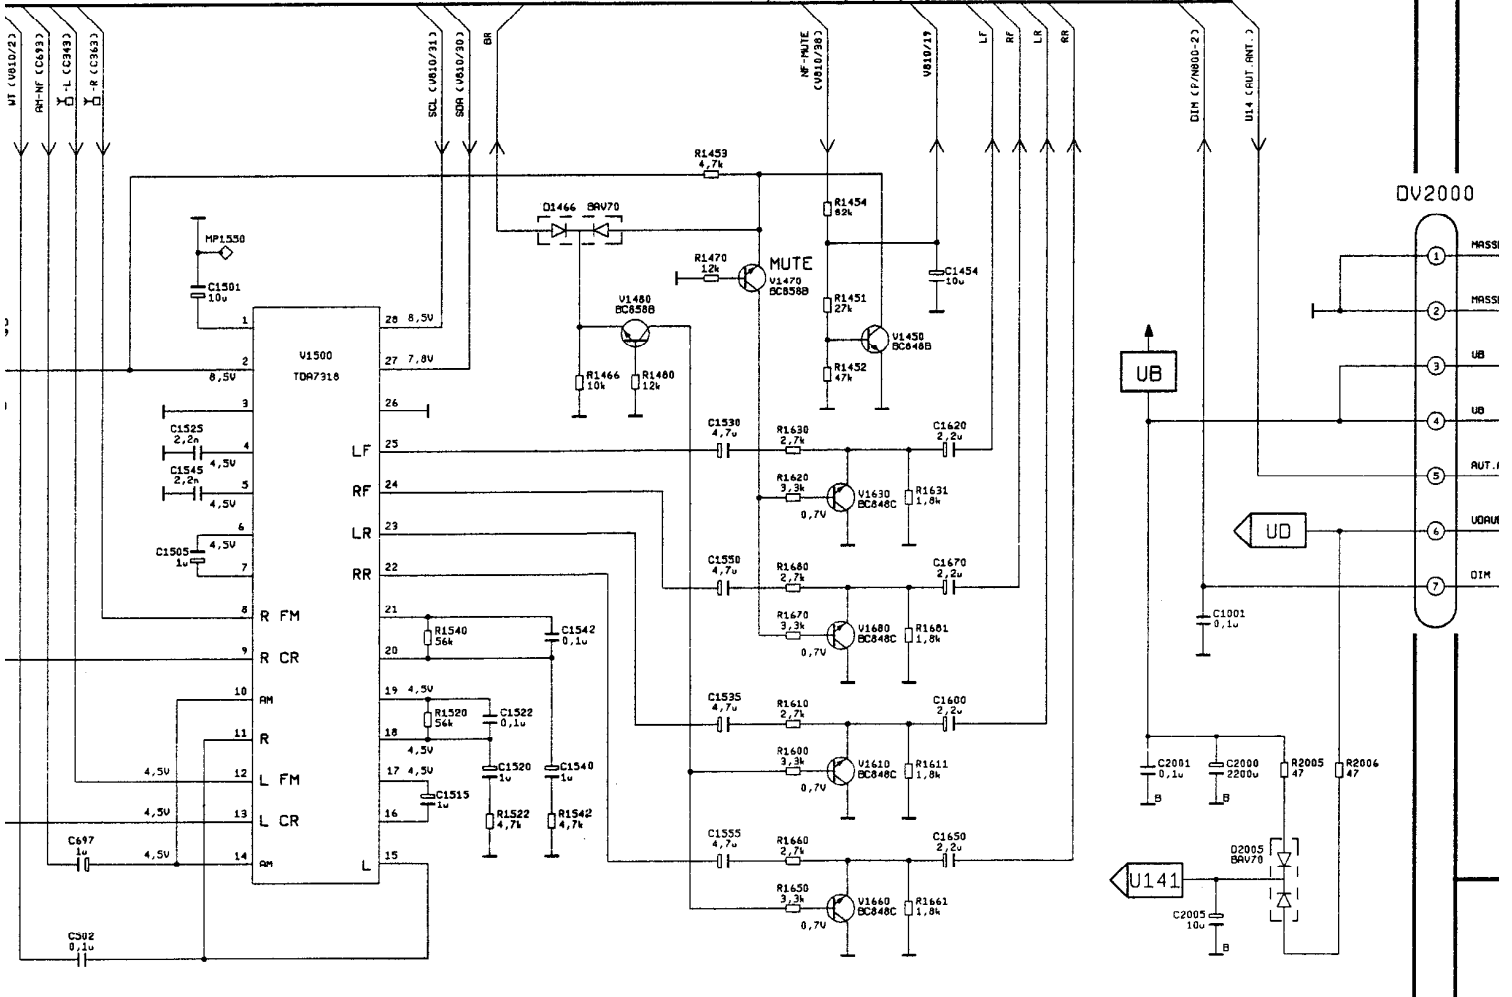 UT (V810/2)
AM-NF (C693)
-L (C343)
-R (C363)
SCL (V810/31)
SDA (V810/30)
BR
NF-MUTE
(V810/38)
V810/19
LF
RF
LR
RR
DIM (P/N800-2)
U14 (AUT.ANT.)
R1453
4,7k
DV2000
D1466 BAV70
R1454
82k
MP1550
R1470
12k
MUTE
V1470
BC858B
C1454
10u
C1501
10u
V1480
BC858B
R1451
27k
V1450
BC848B
R1452
47k
R1466
10k
R1480
12k
V1500
TDA7318
1
28 8,5V
2
8,5V
27 7,8V
3
26
C1525
2,2n
4
4,5V
LF
25
C1545
2,2n
5
4,5V
RF
24
6
4,5V
LR
23
C1505
1u
7
RR
22
8
R FM
21
9
R CR
20
10
AM
19 4,5V
11
R
18
4,5V
4,5V
12
L FM
17 4,5V
4,5V
13
L CR
16
4,5V
14
AM
15
L
C697
1u
C502
0,1u
R1540
56k
C1542
0,1u
R1520
56k
C1522
0,1u
C1520
1u
C1540
1u
C1515
1u
R1522
4,7k
R1542
4,7k
C1530
4,7u
R1630
2,7k
C1620
2,2u
R1620
3,3k
V1630
BC848C
R1631
1,8k
0,7V
C1550
4,7u
R1680
2,7k
C1670
2,2u
R1670
3,3k
V1680
BC848C
R1681
1,8k
0,7V
C1535
4,7u
R1610
2,7k
C1600
2,2u
R1600
3,3k
V1610
BC848C
R1611
1,8k
0,7V
C1555
4,7u
R1660
2,7k
C1650
2,2u
R1650
3,3k
V1660
BC848C
R1661
1,8k
0,7V
UB
UD
U141
C1001
0,1u
C2001
0,1u
B
C2000
2200u
B
R2005
47
R2006
47
D2005
BAV70
C2005
10u
B
1
2
3
UB
4
UB
5
6
7
DIM